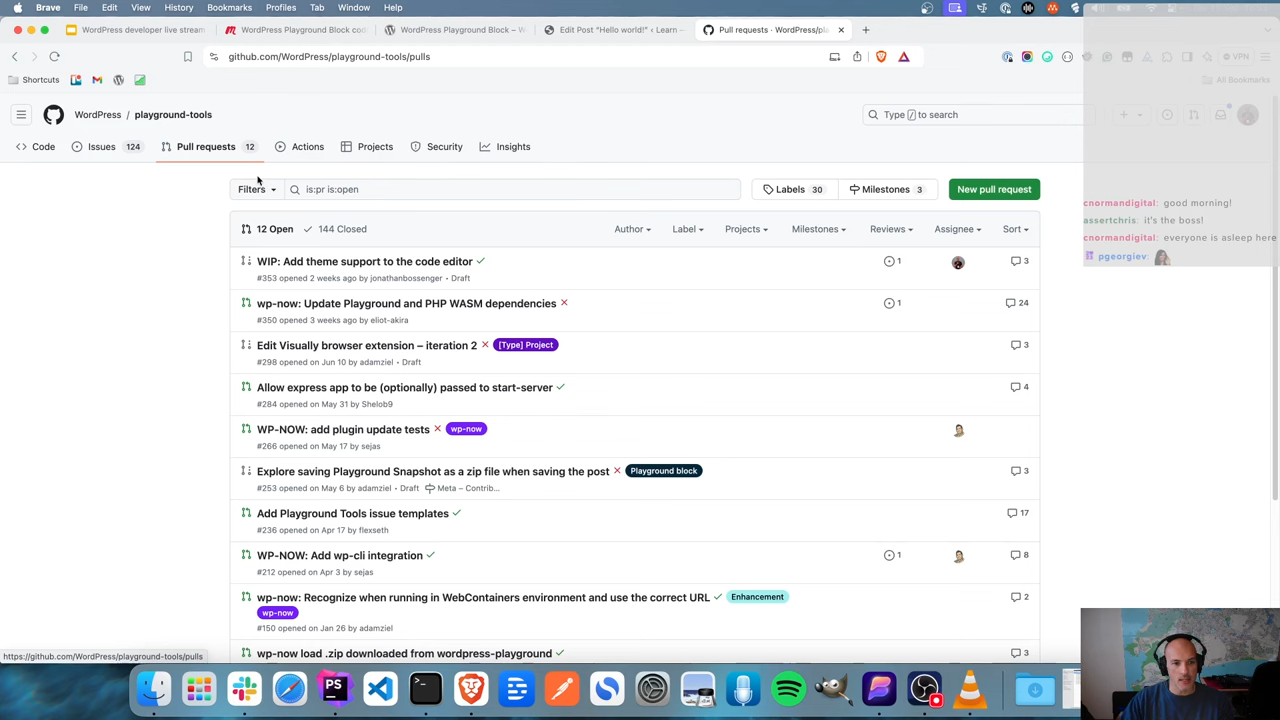 Brave File Edit View History Bookmarks Profiles Tab Window Help
WordPress developer live stream
WordPress Playground Block cod
WordPress Playground Block – W
Edit Post "Hello world!" ‹ Learn –
Pull requests · WordPress/pla
github.com/WordPress/playground-tools/pulls
VPN
Shortcuts
All Bookmarks
WordPress / playground-tools
Type / to search
Code
Issues 124
Pull requests 12
Actions
Projects
Security
Insights
Filters
is:pr is:open
Labels 30
Milestones 3
New pull request
12 Open
144 Closed
Author
Label
Projects
Milestones
Reviews
Assignee
Sort
WIP: Add theme support to the code editor
1
3
#353 opened 2 weeks ago by jonathanbossenger • Draft
wp-now: Update Playground and PHP WASM dependencies
1
24
#350 opened 3 weeks ago by eliot-akira
Edit Visually browser extension – iteration 2
[Type] Project
3
#298 opened on Jun 10 by adamziel • Draft
Allow express app to be (optionally) passed to start-server
4
#284 opened on May 31 by Shelob9
WP-NOW: add plugin update tests
wp-now
#266 opened on May 17 by sejas
Explore saving Playground Snapshot as a zip file when saving the post
Playground block
3
#253 opened on May 6 by adamziel • Draft
Meta – Contrib...
Add Playground Tools issue templates
17
#236 opened on Apr 17 by flexseth
WP-NOW: Add wp-cli integration
1
8
#212 opened on Apr 3 by sejas
wp-now: Recognize when running in WebContainers environment and use the correct URL
Enhancement
2
wp-now
#150 opened on Jan 26 by adamziel
wp-now load .zip downloaded from wordpress-playground
3
https://github.com/WordPress/playground-tools/pulls
cnormandigital: good morning!
assertchris: it's the boss!
cnormandigital: everyone is asleep here
pgeorgiev:
PS